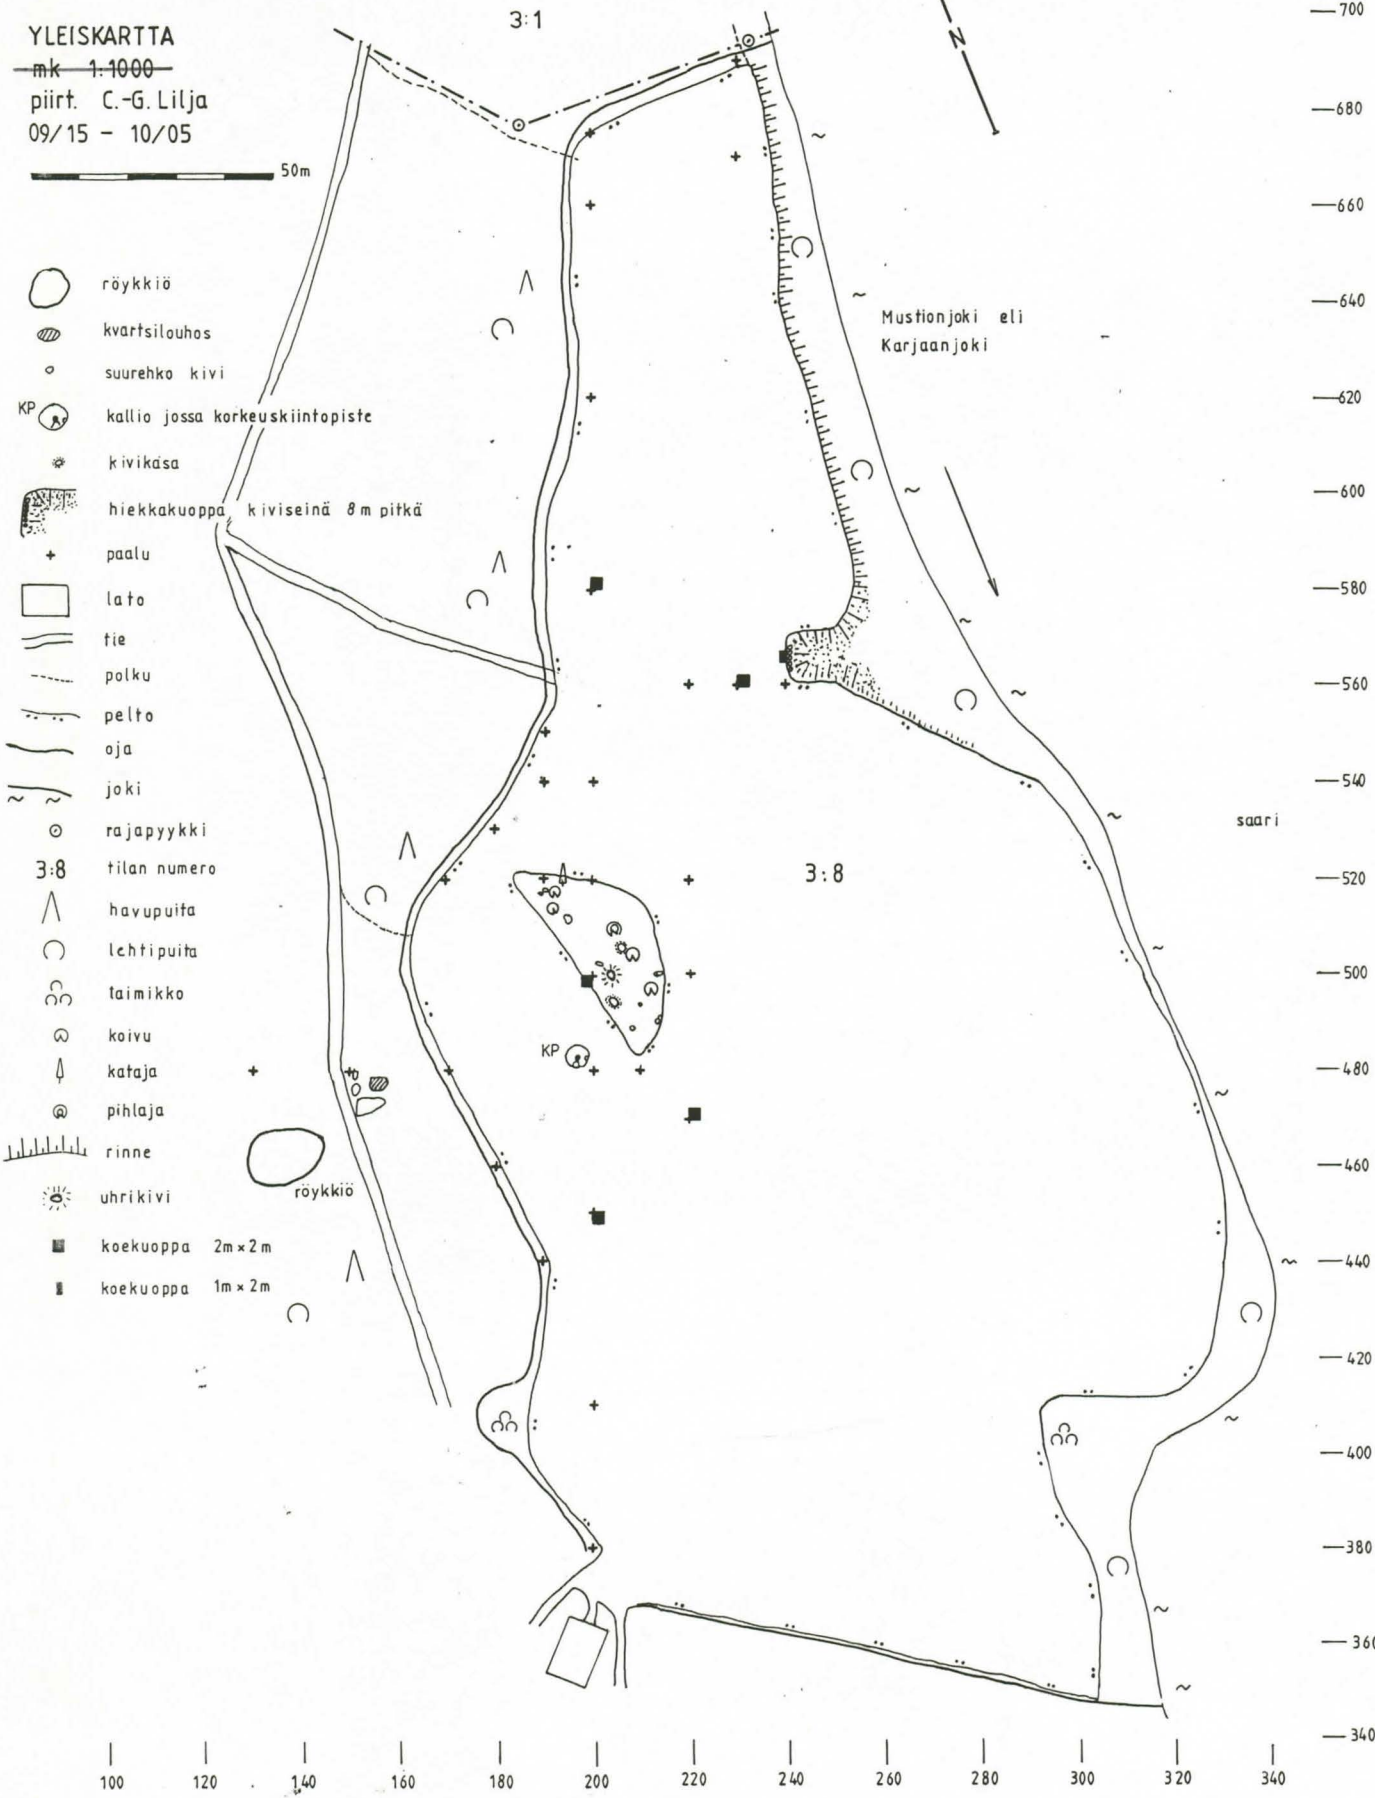 YLEISKARTTA
mk 1:1000
piirt. C.-G. Lilja
09/15 - 10/05
50m
röykkiö
kvartsilouhos
suurehko kivi
KP kallio jossa korkeuskiintopiste
kivikasa
hiekkakuoppa kiviseinä 8m pitkä
paalu
lato
tie
polku
pelto
oja
joki
rajapyykki
3:8 tilan numero
havupuita
lehtipuita
taimikko
koivu
kataja
pihlaja
rinne
uhrikivi
koekuoppa 2m×2m
koekuoppa 1m×2m
3:1
N
Mustionjoki eli
Karjaanjoki
saari
3:8
KP
röykkiö
700
680
660
640
620
600
580
560
540
520
500
480
460
440
420
400
380
360
340
100 120 140 160 180 200 220 240 260 280 300 320 340